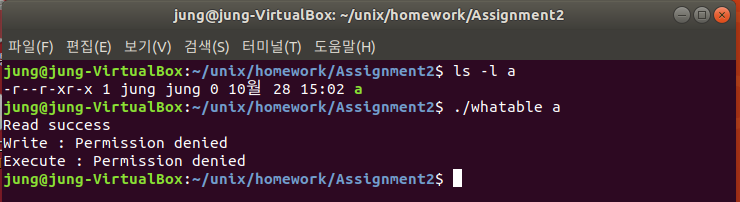 jung@jung-VirtualBox: ~/unix/homework/Assignment2
파일(F) 편집(E) 보기(V) 검색(S) 터미널(T) 도움말(H)
jung@jung-VirtualBox:~/unix/homework/Assignment2$ ls -l a
-r--r-xr-x 1 jung jung 0 10월 28 15:02 a
jung@jung-VirtualBox:~/unix/homework/Assignment2$ ./whatable a
Read success
Write : Permission denied
Execute : Permission denied
jung@jung-VirtualBox:~/unix/homework/Assignment2$